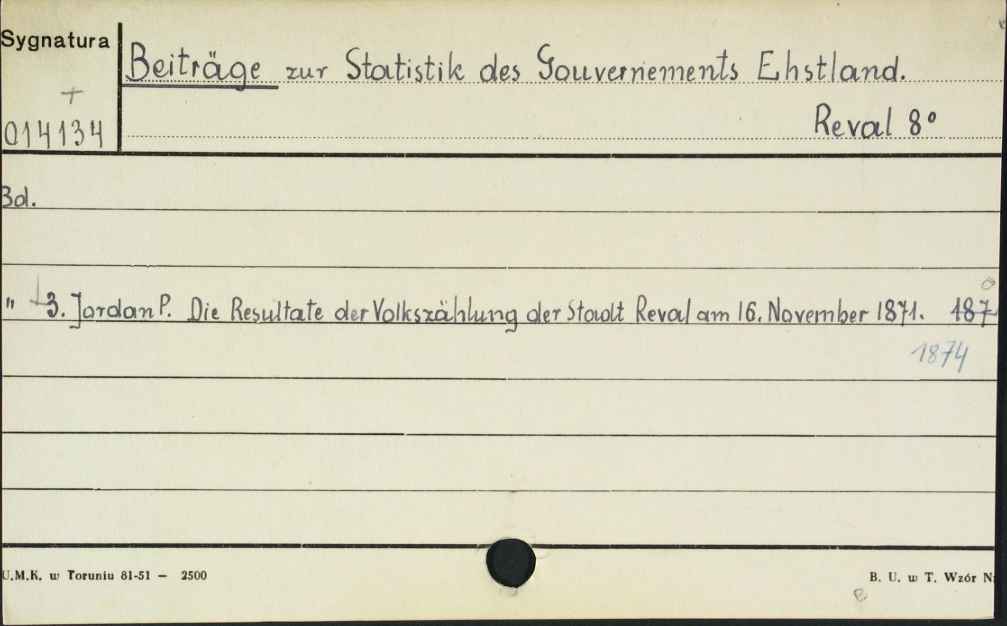 Sygnatura
Beiträge zur Statistik des Gouvernements Ehstland.
+
014134
Reval 8°
Bd.
" 3. Jordan P. Die Resultate der Volkszählung der Stadt Reval am 16. November 1871. 187
1874
U.M.K. w Toruniu 81-51 — 2500
B. U. w T. Wzór N